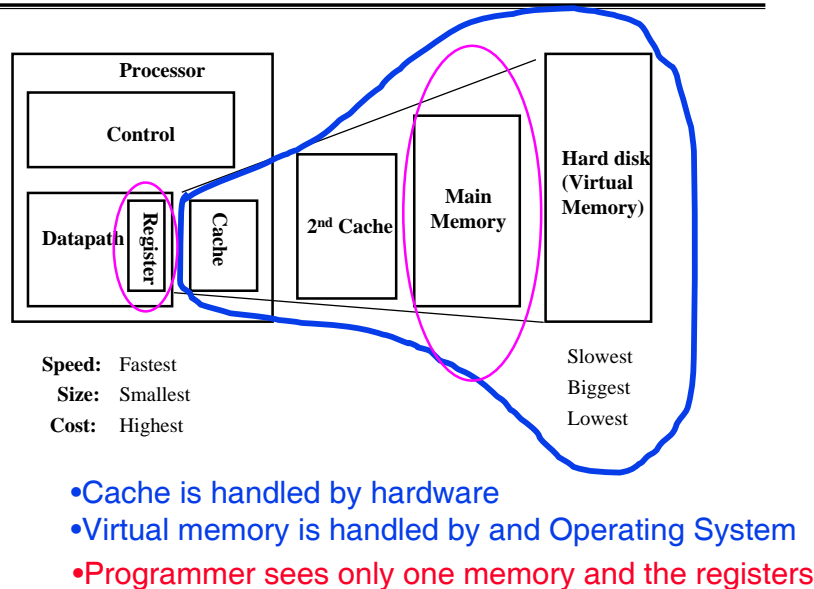 Processor
Control
Datapath
Register
Cache
2nd Cache
Main
Memory
Hard disk
(Virtual
Memory)
Speed: Fastest
Size: Smallest
Cost: Highest
Slowest
Biggest
Lowest
•Cache is handled by hardware
•Virtual memory is handled by and Operating System
•Programmer sees only one memory and the registers